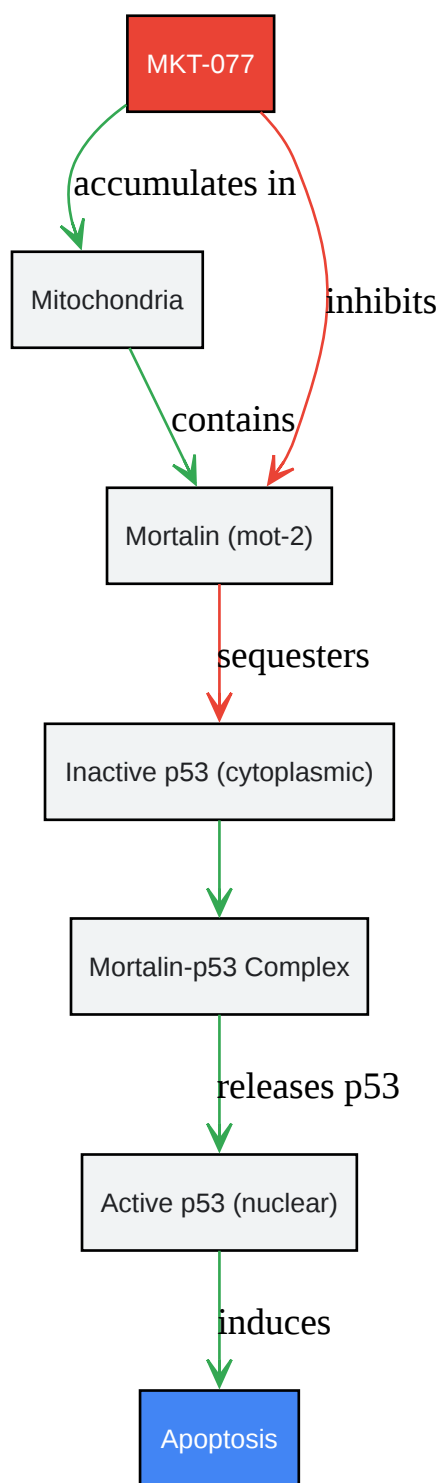 MKT-077
accumulates in
Mitochondria
inhibits
contains
Mortalin (mot-2)
sequesters
Inactive p53 (cytoplasmic)
Mortalin-p53 Complex
releases p53
Active p53 (nuclear)
induces
Apoptosis